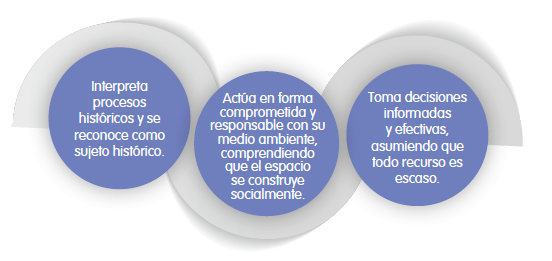 Interpreta
procesos
históricos y se
reconoce como
sujeto histórico.
Actúa en forma
comprometida y
responsable con su
medio ambiente,
comprendiendo
que el espacio
se construye
socialmente.
Toma decisiones
informadas
y efectivas,
asumiendo que
todo recurso es
escaso.